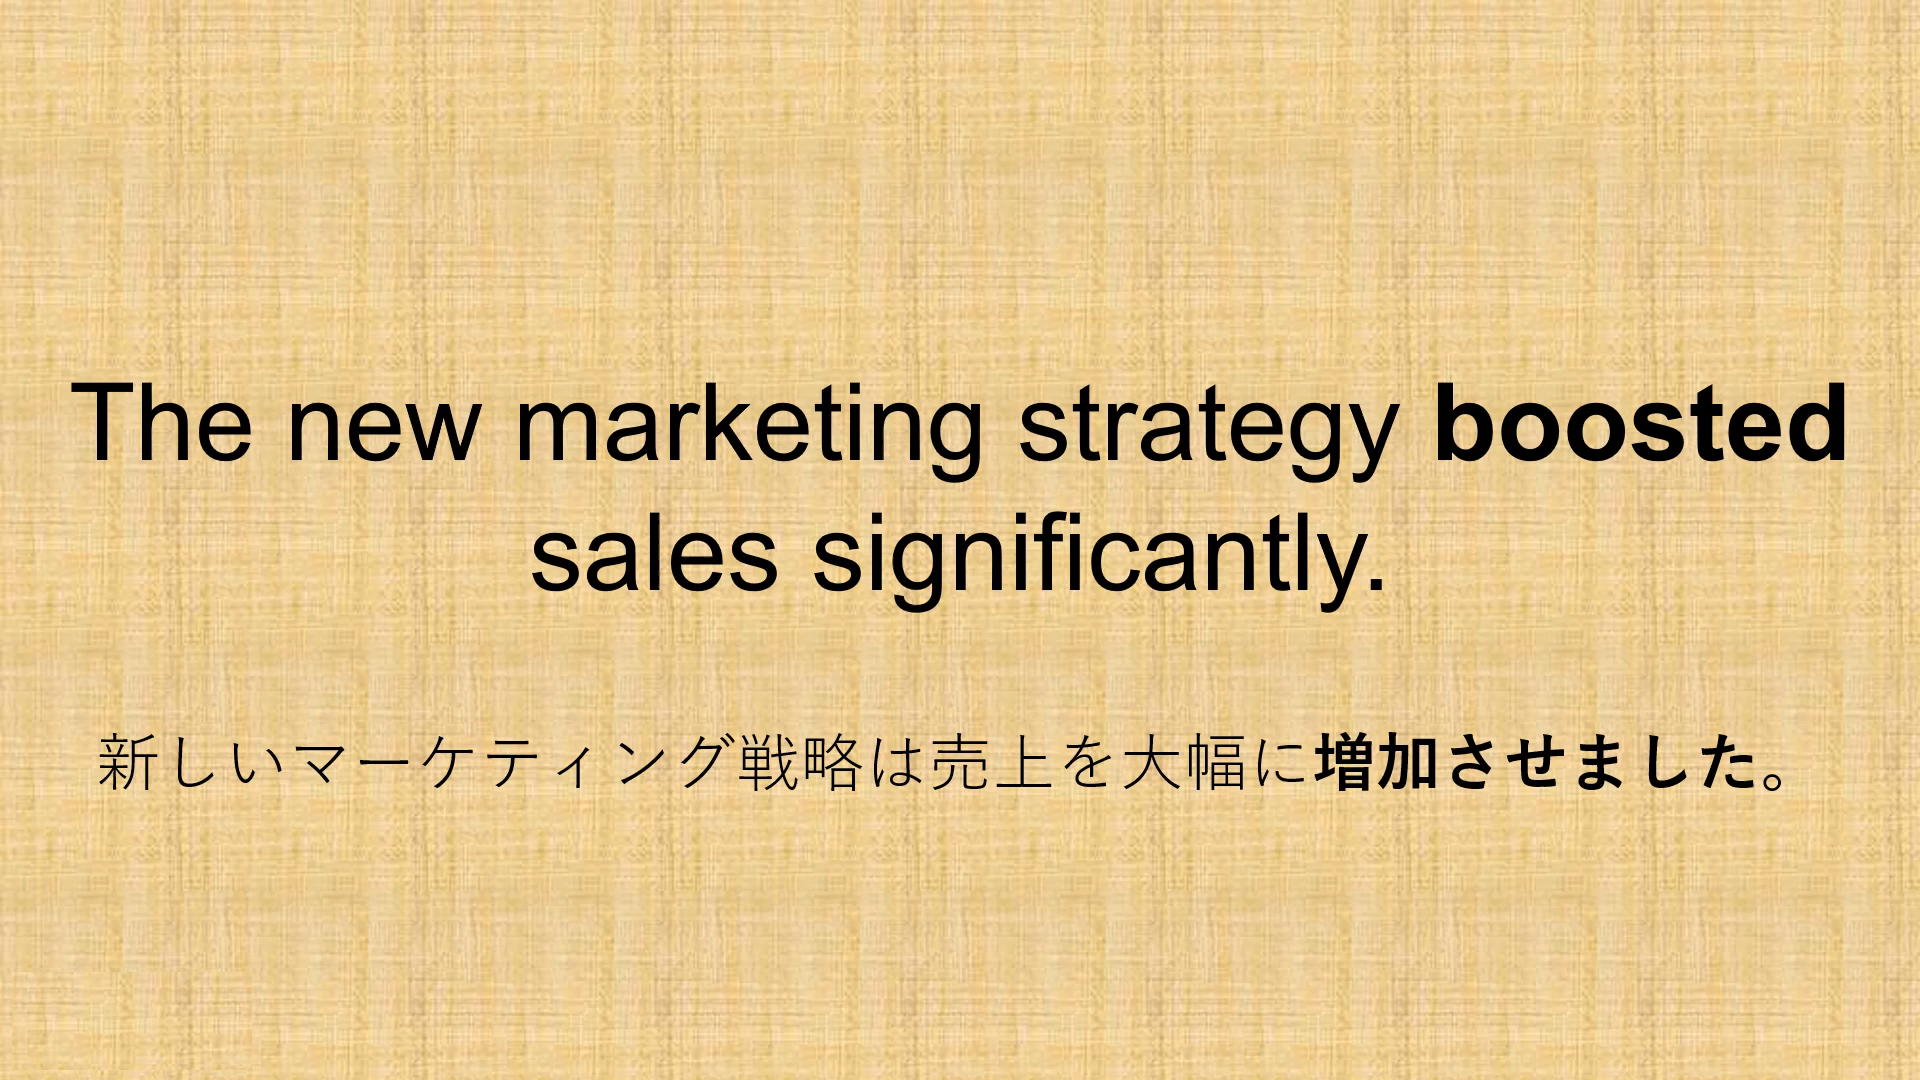 The new marketing strategy boosted
sales significantly.
新しいマーケティング戦略は売上を大幅に増加させました。